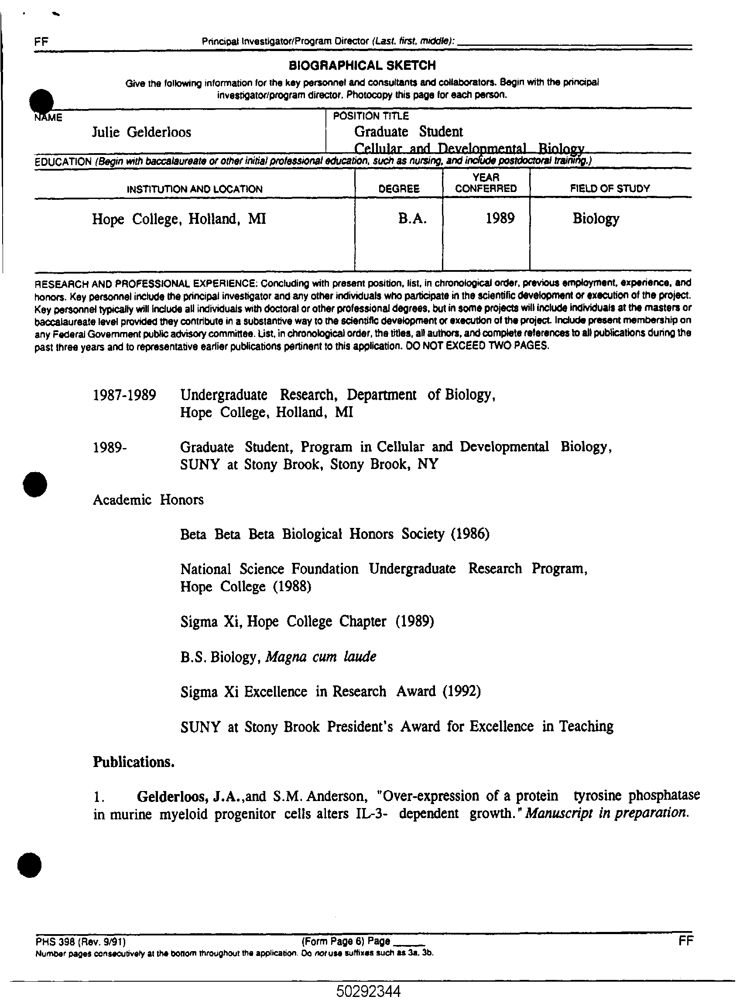 FF
Principal Investigator/Program Director (Last, first, middle):
BIOGRAPHICAL SKETCH
Give the following information for the key personnel and consultants and collaborators. Begin with the principal
investigator/program director. Photocopy this page for each person.
NAME
POSITION TITLE
Julie Gelderloos
Graduate Student
Cellular and Developmental Biology
EDUCATION (Begin with baccalaureate or other initial professional education, such as nursing, and include postdoctoral training.)
INSTITUTION AND LOCATION
DEGREE
YEAR
CONFERRED
FIELD OF STUDY
Hope College, Holland, MI
B.A.
1989
Biology
RESEARCH AND PROFESSIONAL EXPERIENCE: Concluding with present position, list, in chronological order, previous employment, experience, and
honors. Key personnel include the principal investigator and any other individuals who participate in the scientific development or execution of the project.
Key personnel typically will include all individuals with doctoral or other professional degrees, but in some projects will include individuals at the masters or
baccalaureate level provided they contribute in a substantive way to the scientific development or execution of the project. Include present membership on
any Federal Government public advisory committee. List, in chronological order, the titles, all authors, and complete references to all publications during the
past three years and to representative earlier publications pertinent to this application. DO NOT EXCEED TWO PAGES.
1987-1989 Undergraduate Research, Department of Biology,
Hope College, Holland, MI
1989- Graduate Student, Program in Cellular and Developmental Biology,
SUNY at Stony Brook, Stony Brook, NY
Academic Honors
Beta Beta Beta Biological Honors Society (1986)
National Science Foundation Undergraduate Research Program,
Hope College (1988)
Sigma Xi, Hope College Chapter (1989)
B.S. Biology, Magna cum laude
Sigma Xi Excellence in Research Award (1992)
SUNY at Stony Brook President's Award for Excellence in Teaching
Publications.
1. Gelderloos, J.A.,and S.M. Anderson, "Over-expression of a protein tyrosine phosphatase
in murine myeloid progenitor cells alters IL-3- dependent growth." Manuscript in preparation.
PHS 398 (Rev. 9/91)
(Form Page 6) Page
FF
Number pages consecutively at the bottom throughout the application. Do not use suffixes such as 3a, 3b.
50292344